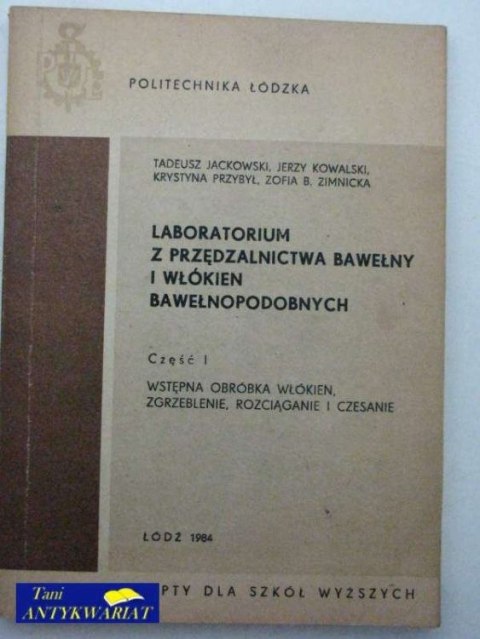 POLITECHNIKA ŁÓDZKA
TADEUSZ JACKOWSKI, JERZY KOWALSKI,
KRYSTYNA PRZYBYŁ, ZOFIA B. ZIMNICKA
LABORATORIUM
Z PRZĘDZALNICTWA BAWEŁNY
I WŁÓKIEN
BAWEŁNOPODOBNYCH
Część I
WSTĘPNA OBRÓBKA WŁÓKIEN,
ZGRZEBLENIE, ROZCIĄGANIE I CZESANIE
ŁÓDŹ 1984
PTY DLA SZKÓŁ WYŻSZYCH
Tani
ANTYKWARIAT